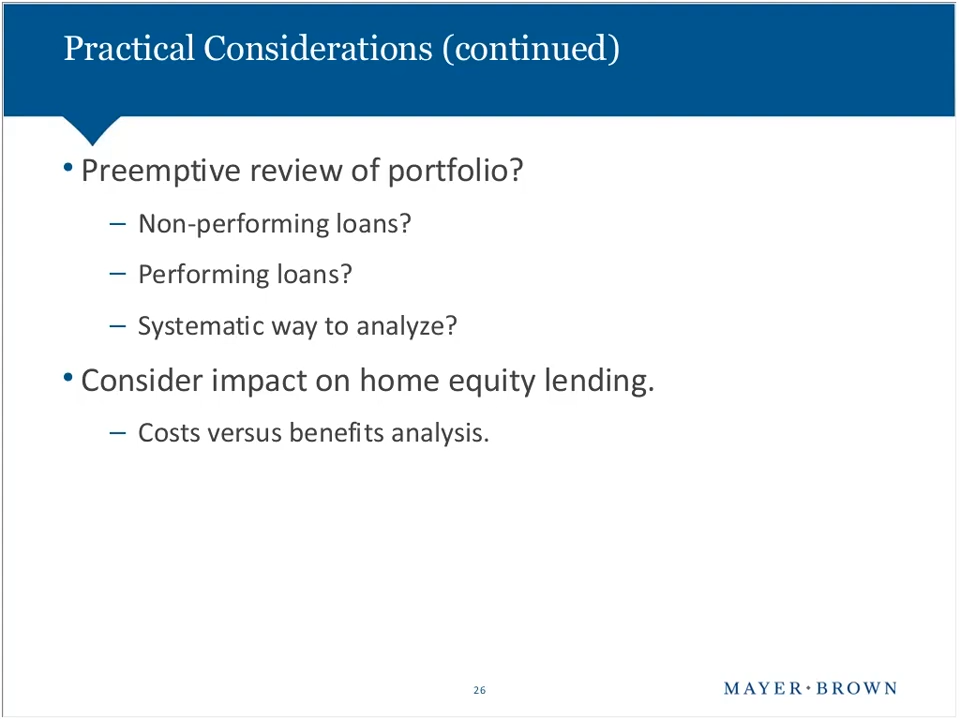 Practical Considerations (continued)
• Preemptive review of portfolio?
– Non-performing loans?
– Performing loans?
– Systematic way to analyze?
• Consider impact on home equity lending.
– Costs versus benefits analysis.
26
MAYER • BROWN